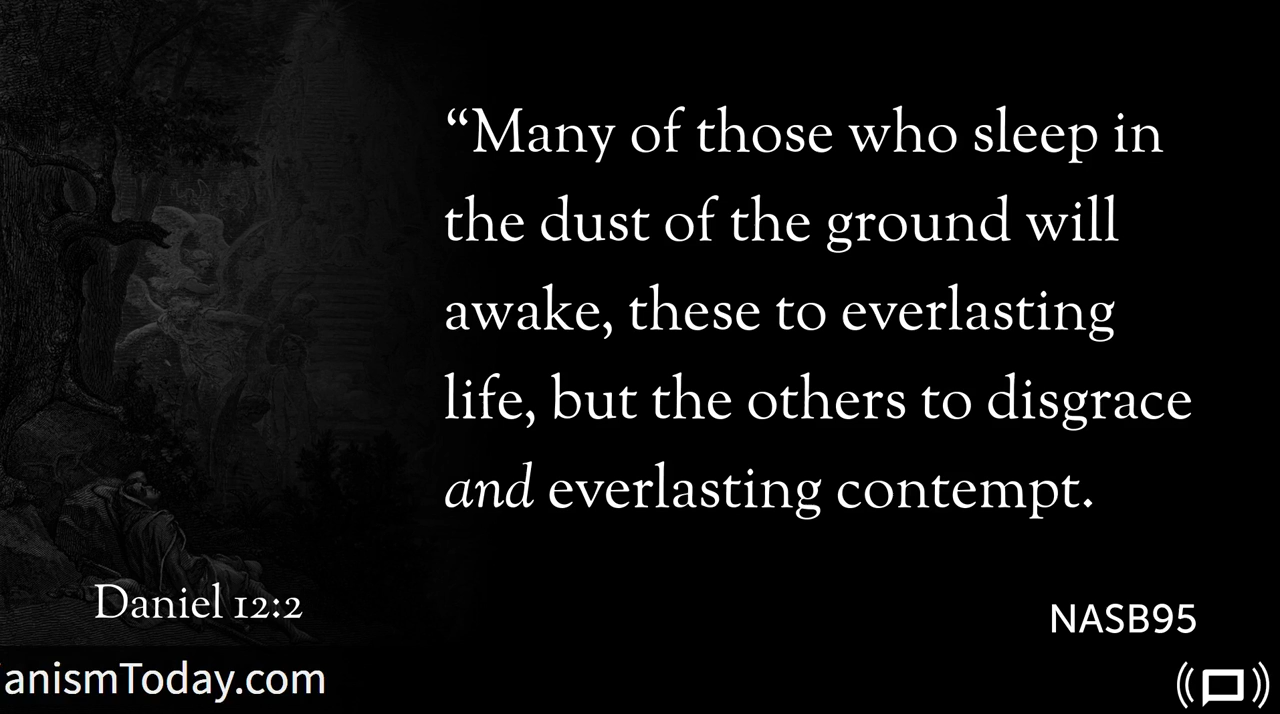 “Many of those who sleep in
the dust of the ground will
awake, these to everlasting
life, but the others to disgrace
and everlasting contempt.
Daniel 12:2
NASB95
anismToday.com